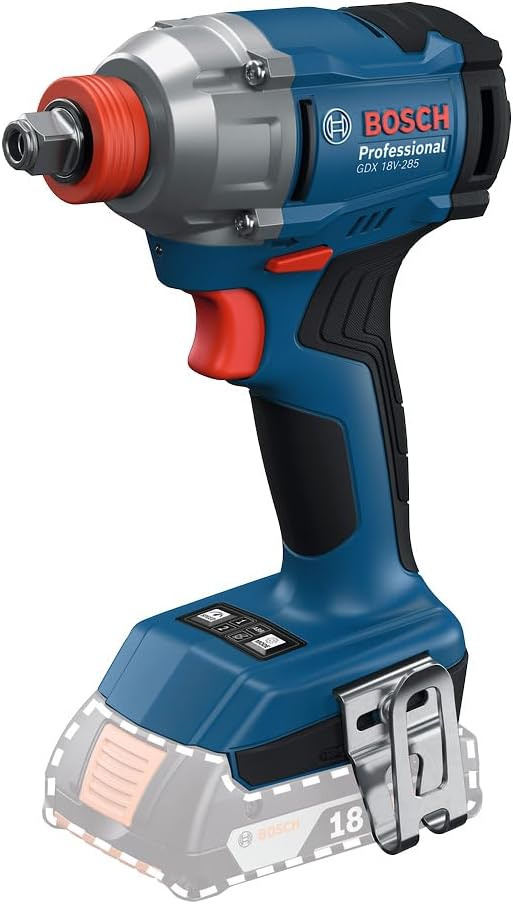 BOSCH
Professional
GDX 18V-285
BOSCH
18